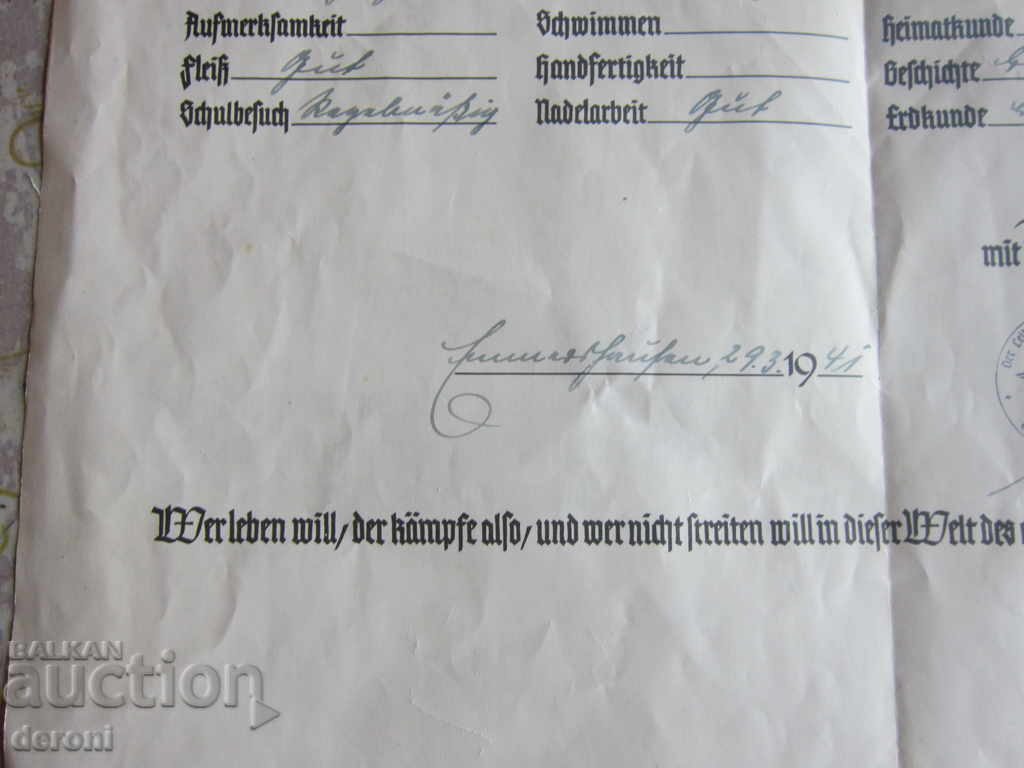 Aufmerksamkeit Schwimmen Heimatkunde
Fleiß Gut Handfertigkeit Geschichte
Schulbesuch Regelmäßig Nadelarbeit Gut Erdkunde
mit
Emmershausen, 29.3.1941
Wer leben will, der kämpfe also, und wer nicht streiten will in dieser Welt des
BALKAN
auction
deroni